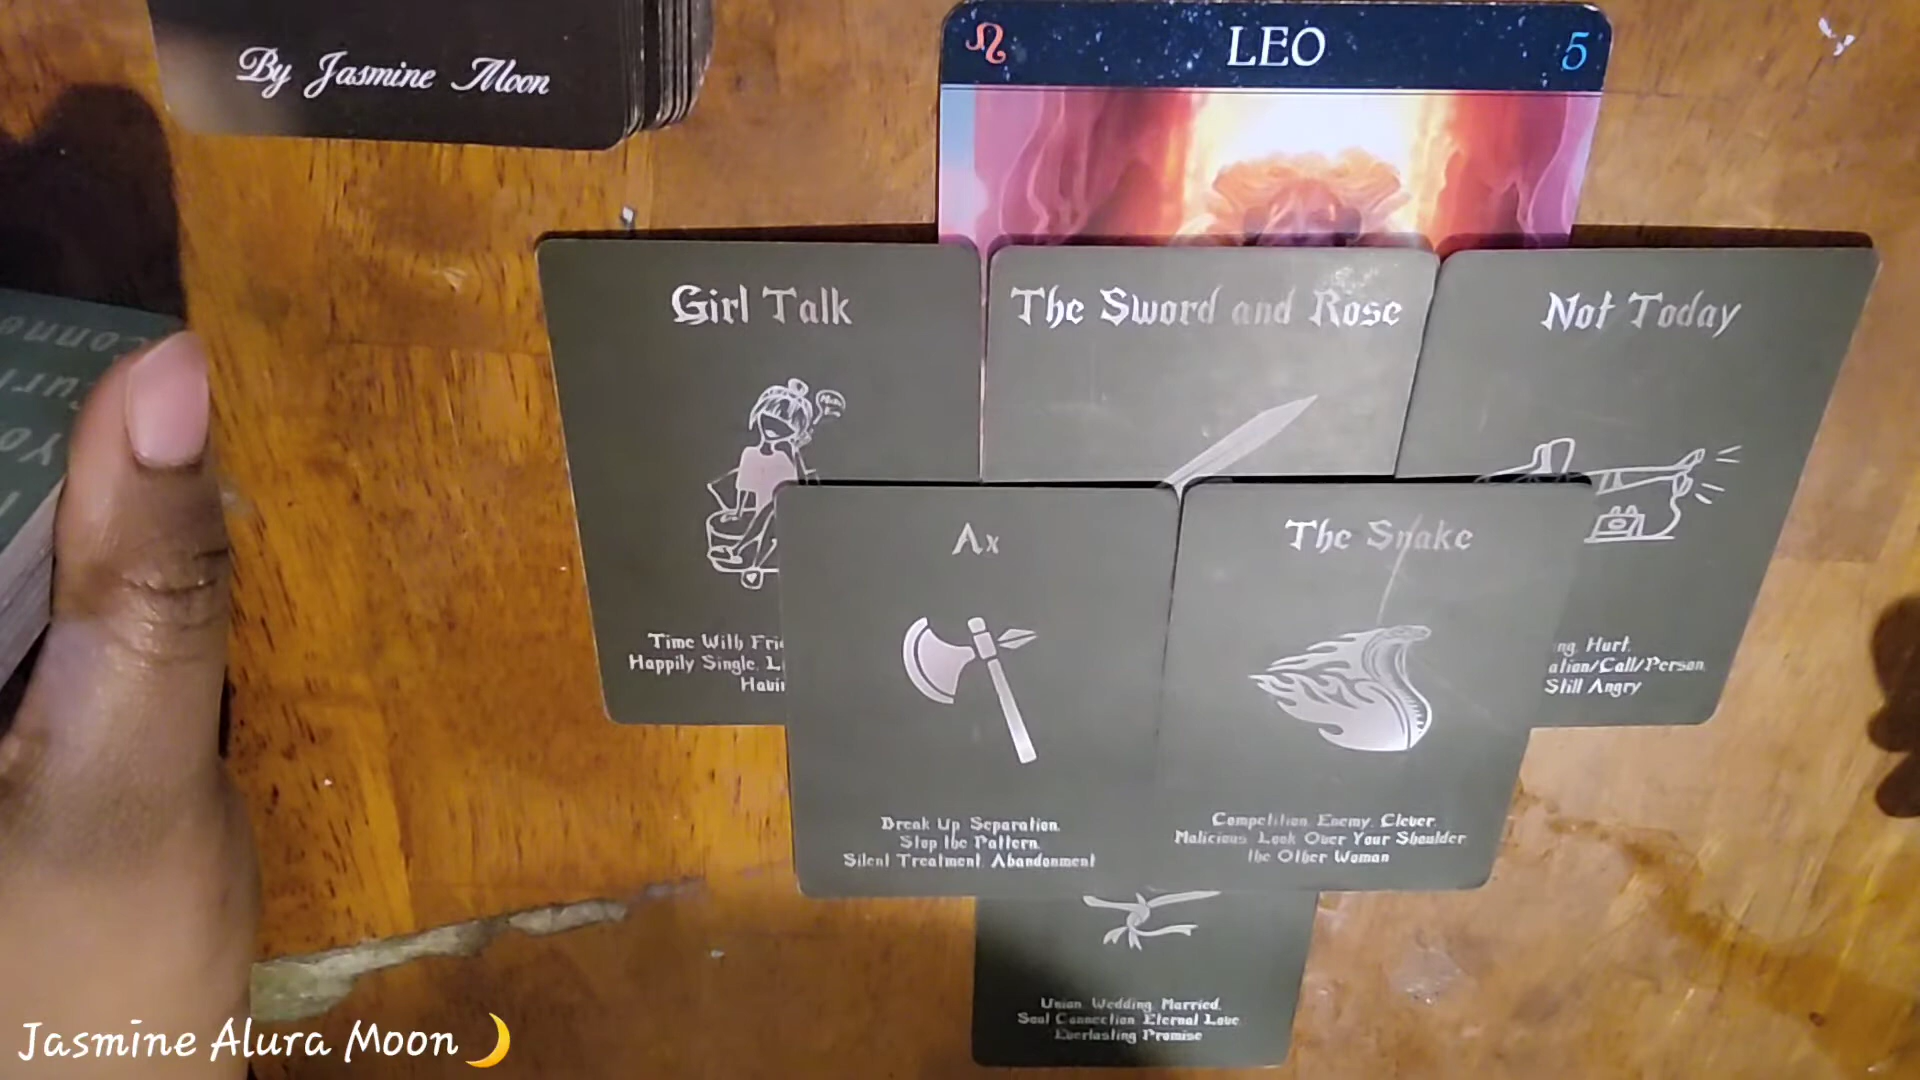 By Jasmine Moon
♌ LEO 5
Girl Talk
The Sword and Rose
Not Today
Time With
Happily Single.
Ax
Break Up. Separation.
Stop the Pattern.
Silent Treatment. Abandonment
The Snake
Competition. Enemy. Clever.
Malicious. Look Over Your Shoulder
the Other Woman
Hurt.
/Call/Person.
Still Angry
Union. Wedding. Married.
Soul Connection. Eternal Love
Everlasting Promise
Jasmine Alura Moon🌙